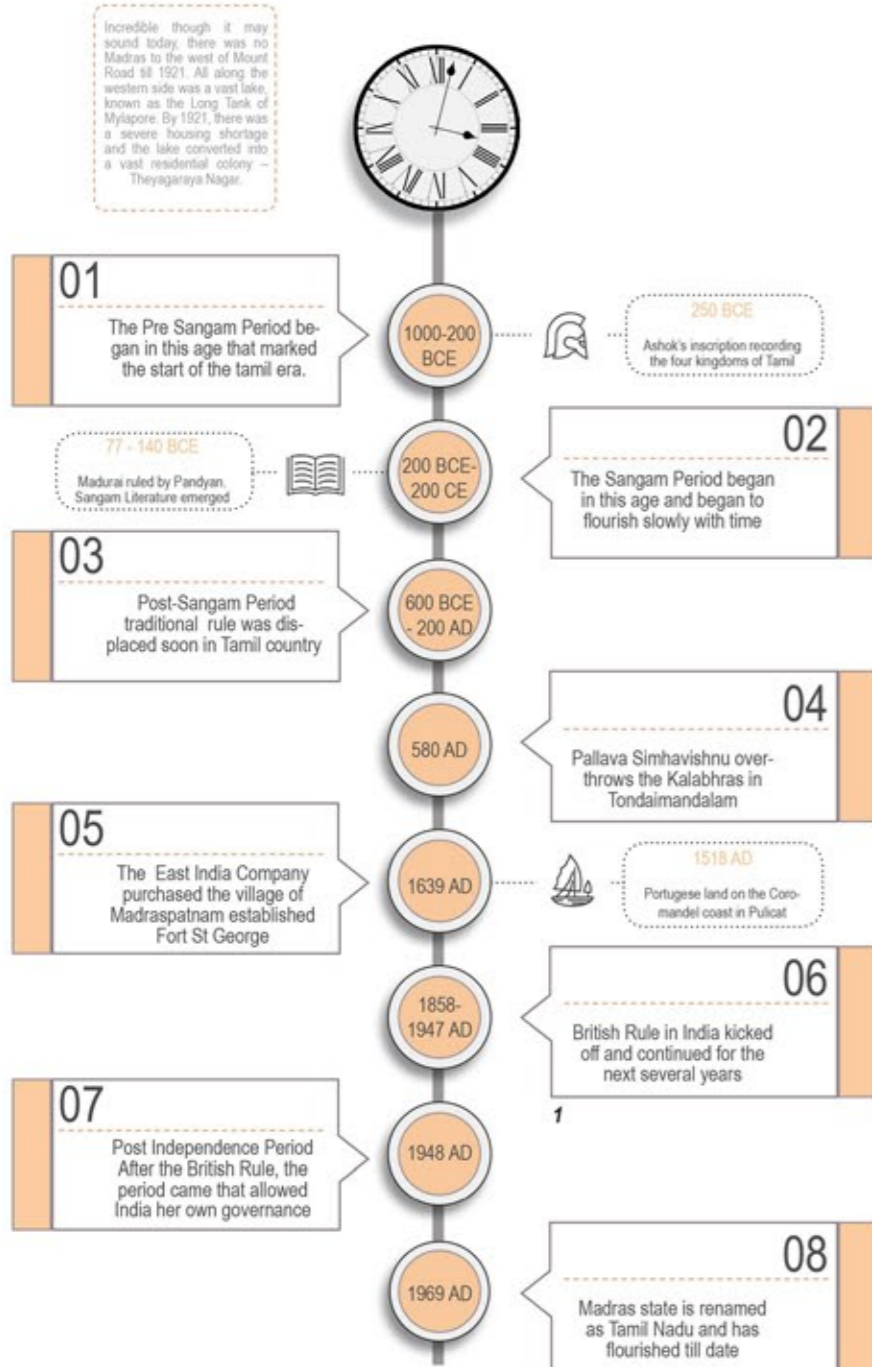 Incredible though it may
sound today, there was no
Madras to the west of Mount
Road till 1921. All along the
western side was a vast lake,
known as the Long Tank of
Mylapore. By 1921, there was
a severe housing shortage
and the lake converted into
a vast residential colony –
Theyagaraya Nagar.
01
The Pre Sangam Period be-
gan in this age that marked
the start of the tamil era.
1000-200
BCE
250 BCE
Ashok's inscription recording
the four kingdoms of Tamil
77 - 140 BCE
Madurai ruled by Pandyan.
Sangam Literature emerged
200 BCE-
200 CE
02
The Sangam Period began
in this age and began to
flourish slowly with time
03
Post-Sangam Period
traditional rule was dis-
placed soon in Tamil country
600 BCE
- 200 AD
580 AD
04
Pallava Simhavishnu over-
throws the Kalabhras in
Tondaimandalam
05
The East India Company
purchased the village of
Madraspatnam established
Fort St George
1639 AD
1518 AD
Portugese land on the Coro-
mandel coast in Pulicat
1858-
1947 AD
06
British Rule in India kicked
off and continued for the
next several years
1
07
Post Independence Period
After the British Rule, the
period came that allowed
India her own governance
1948 AD
1969 AD
08
Madras state is renamed
as Tamil Nadu and has
flourished till date